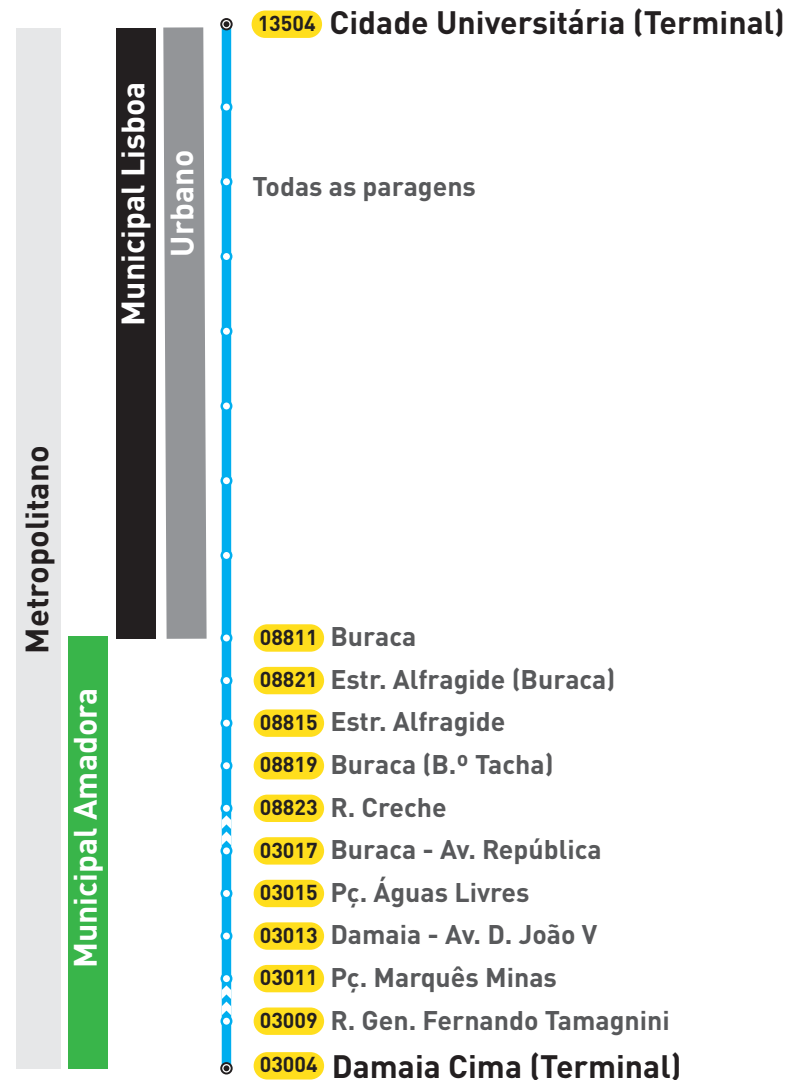 13504 Cidade Universitária (Terminal)
Municipal Lisboa
Urbano
Todas as paragens
Metropolitano
08811 Buraca
08821 Estr. Alfragide (Buraca)
08815 Estr. Alfragide
08819 Buraca (B.º Tacha)
08823 R. Creche
Municipal Amadora
03017 Buraca - Av. República
03015 Pç. Águas Livres
03013 Damaia - Av. D. João V
03011 Pç. Marquês Minas
03009 R. Gen. Fernando Tamagnini
03004 Damaia Cima (Terminal)